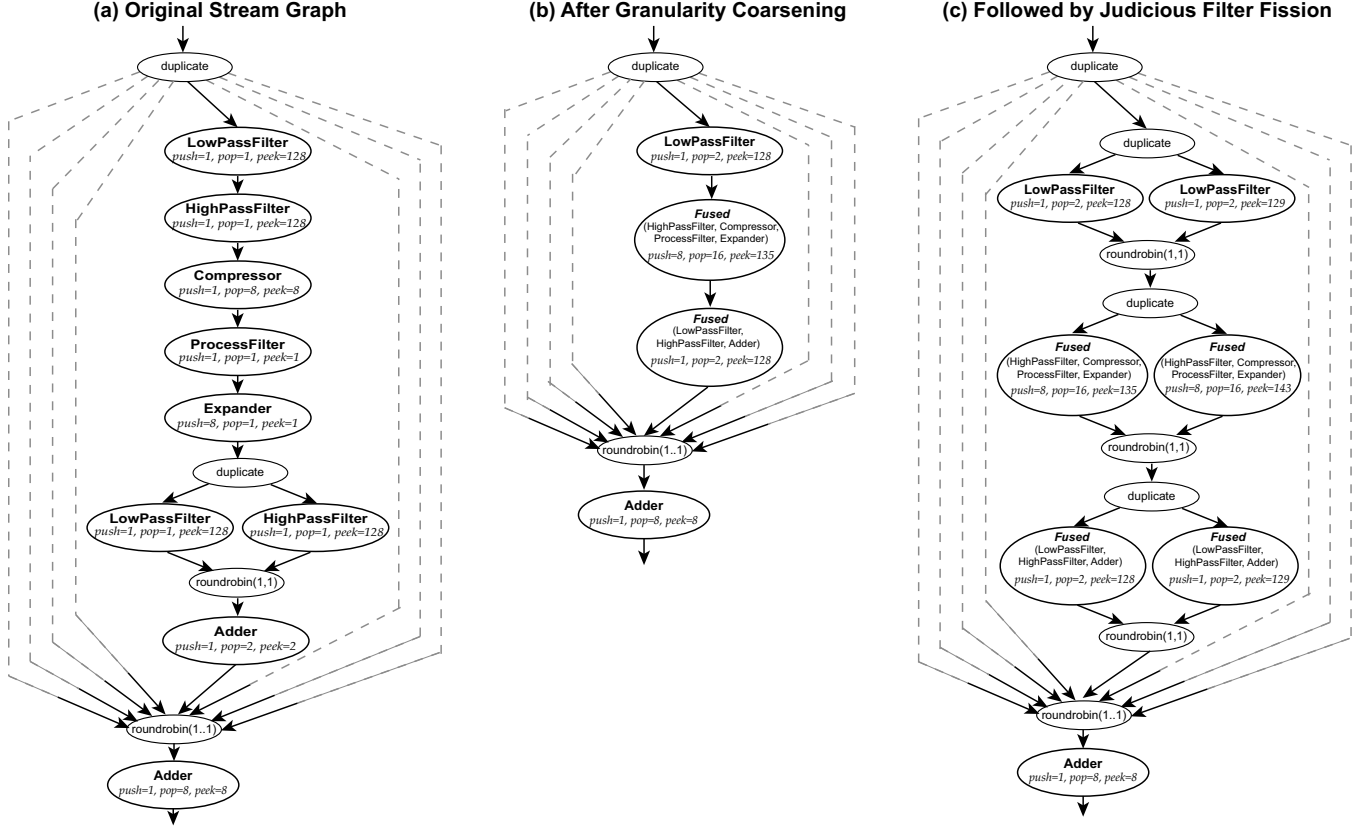 (a) Original Stream Graph
duplicate
LowPassFilter
push=1, pop=1, peek=128
HighPassFilter
push=1, pop=1, peek=128
Compressor
push=1, pop=8, peek=8
ProcessFilter
push=1, pop=1, peek=1
Expander
push=8, pop=1, peek=1
duplicate
LowPassFilter
push=1, pop=1, peek=128
HighPassFilter
push=1, pop=1, peek=128
roundrobin(1,1)
Adder
push=1, pop=2, peek=2
roundrobin(1..1)
Adder
push=1, pop=8, peek=8
(b) After Granularity Coarsening
duplicate
LowPassFilter
push=1, pop=2, peek=128
Fused
(HighPassFilter, Compressor,
ProcessFilter, Expander)
push=8, pop=16, peek=135
Fused
(LowPassFilter,
HighPassFilter, Adder)
push=1, pop=2, peek=128
roundrobin(1..1)
Adder
push=1, pop=8, peek=8
(c) Followed by Judicious Filter Fission
duplicate
duplicate
LowPassFilter
push=1, pop=2, peek=128
LowPassFilter
push=1, pop=2, peek=129
roundrobin(1,1)
duplicate
Fused
(HighPassFilter, Compressor,
ProcessFilter, Expander)
push=8, pop=16, peek=135
Fused
(HighPassFilter, Compressor,
ProcessFilter, Expander)
push=8, pop=16, peek=143
roundrobin(1,1)
duplicate
Fused
(LowPassFilter,
HighPassFilter, Adder)
push=1, pop=2, peek=128
Fused
(LowPassFilter,
HighPassFilter, Adder)
push=1, pop=2, peek=129
roundrobin(1,1)
roundrobin(1..1)
Adder
push=1, pop=8, peek=8